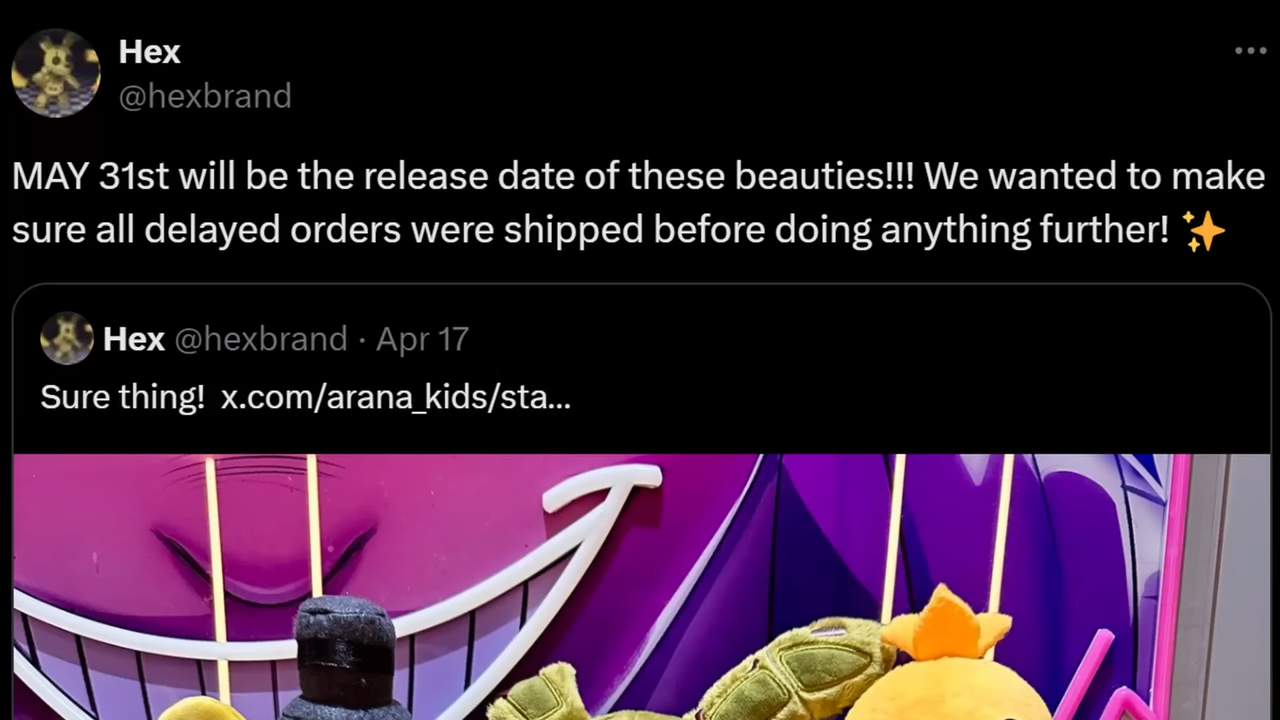 Hex
@hexbrand
MAY 31st will be the release date of these beauties!!! We wanted to make
sure all delayed orders were shipped before doing anything further! ✨
Hex @hexbrand · Apr 17
Sure thing! x.com/arana_kids/sta...